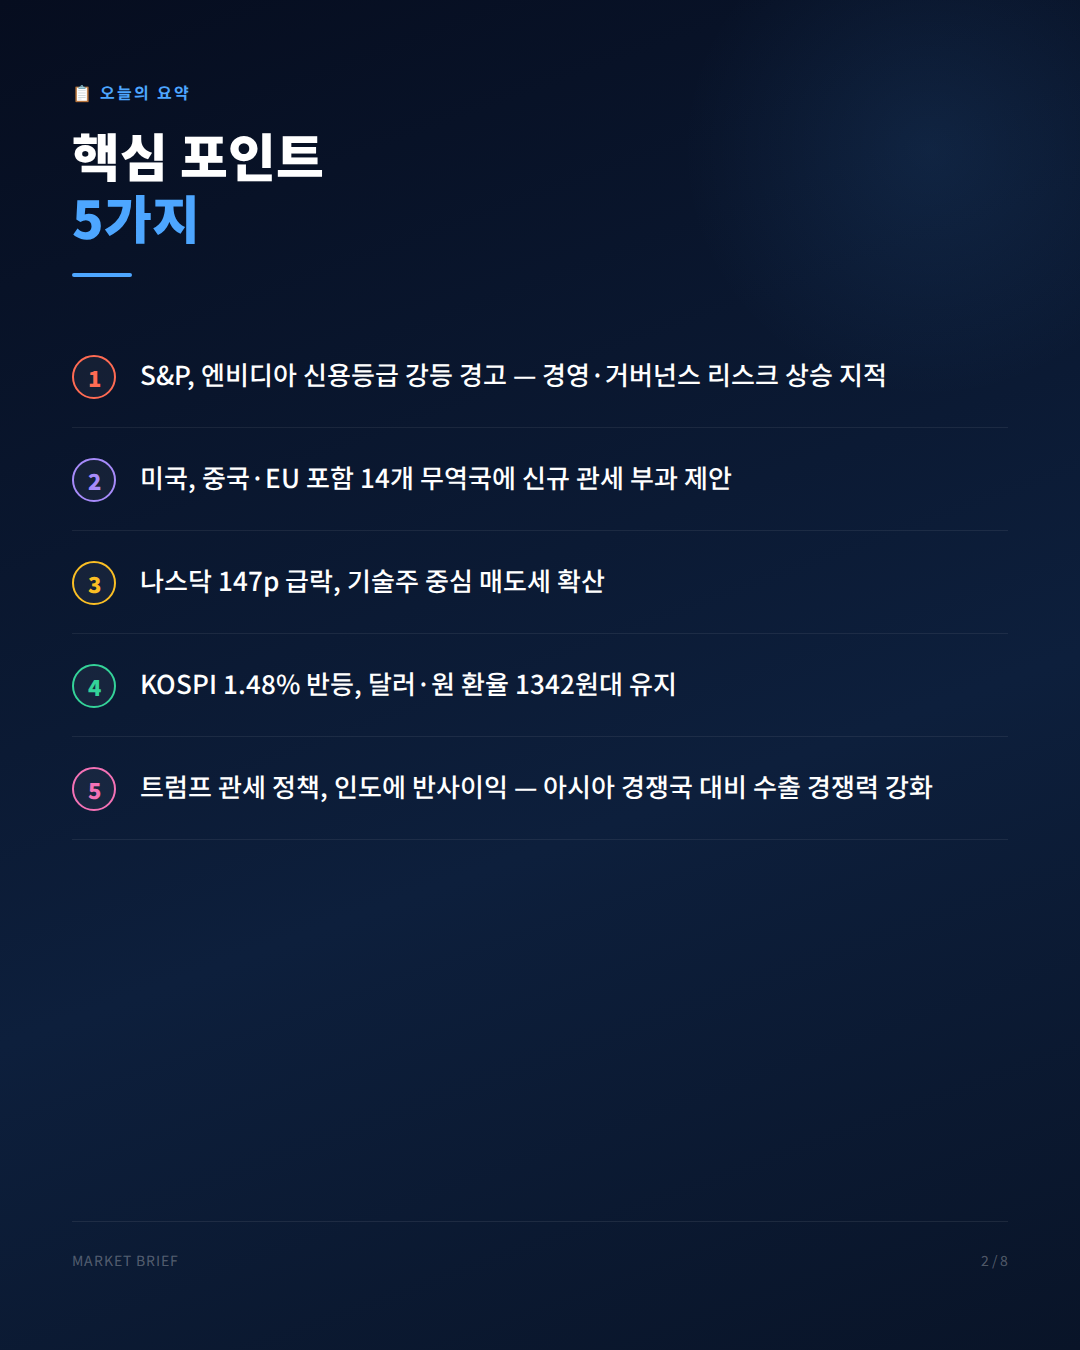 📋 오늘의 요약
핵심 포인트
5가지
1 S&P, 엔비디아 신용등급 강등 경고 — 경영·거버넌스 리스크 상승 지적
2 미국, 중국·EU 포함 14개 무역국에 신규 관세 부과 제안
3 나스닥 147p 급락, 기술주 중심 매도세 확산
4 KOSPI 1.48% 반등, 달러·원 환율 1342원대 유지
5 트럼프 관세 정책, 인도에 반사이익 — 아시아 경쟁국 대비 수출 경쟁력 강화
MARKET BRIEF
2 / 8